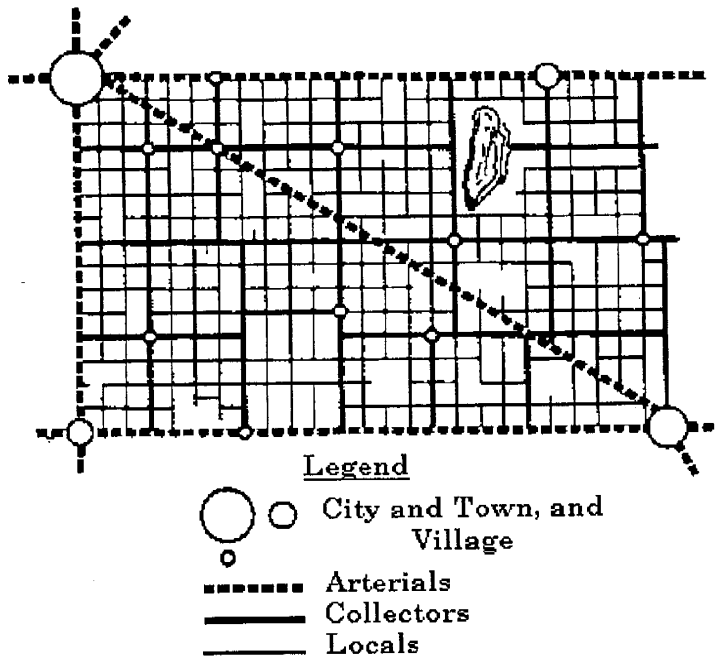 Legend
City and Town, and
Village
Arterials
Collectors
Locals